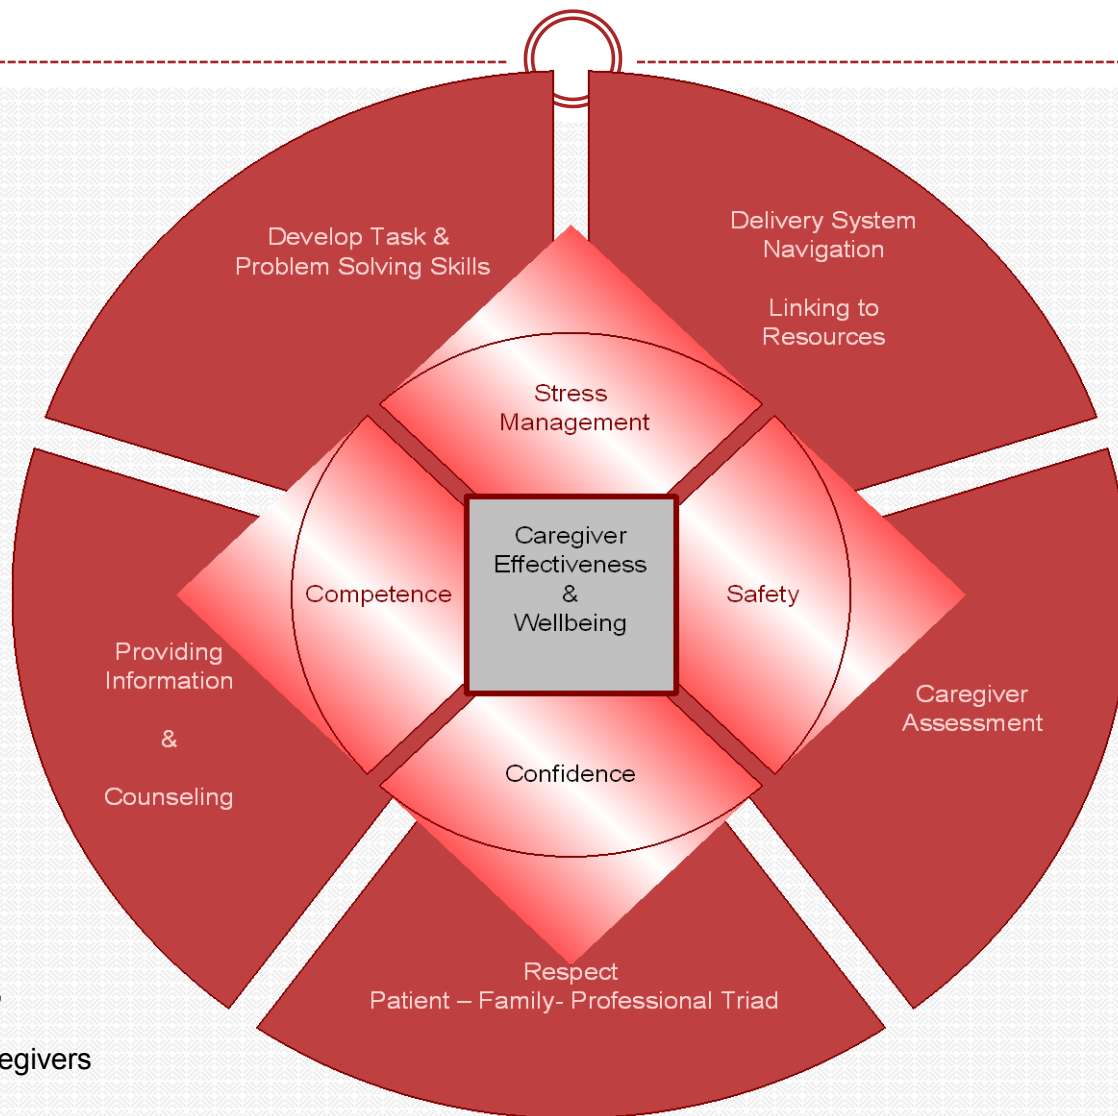 Develop Task &
Problem Solving Skills
Delivery System
Navigation
Linking to
Resources
Stress
Management
Competence
Caregiver
Effectiveness
&
Wellbeing
Safety
Providing
Information
&
Counseling
Caregiver
Assessment
Confidence
Respect
Patient – Family- Professional Triad